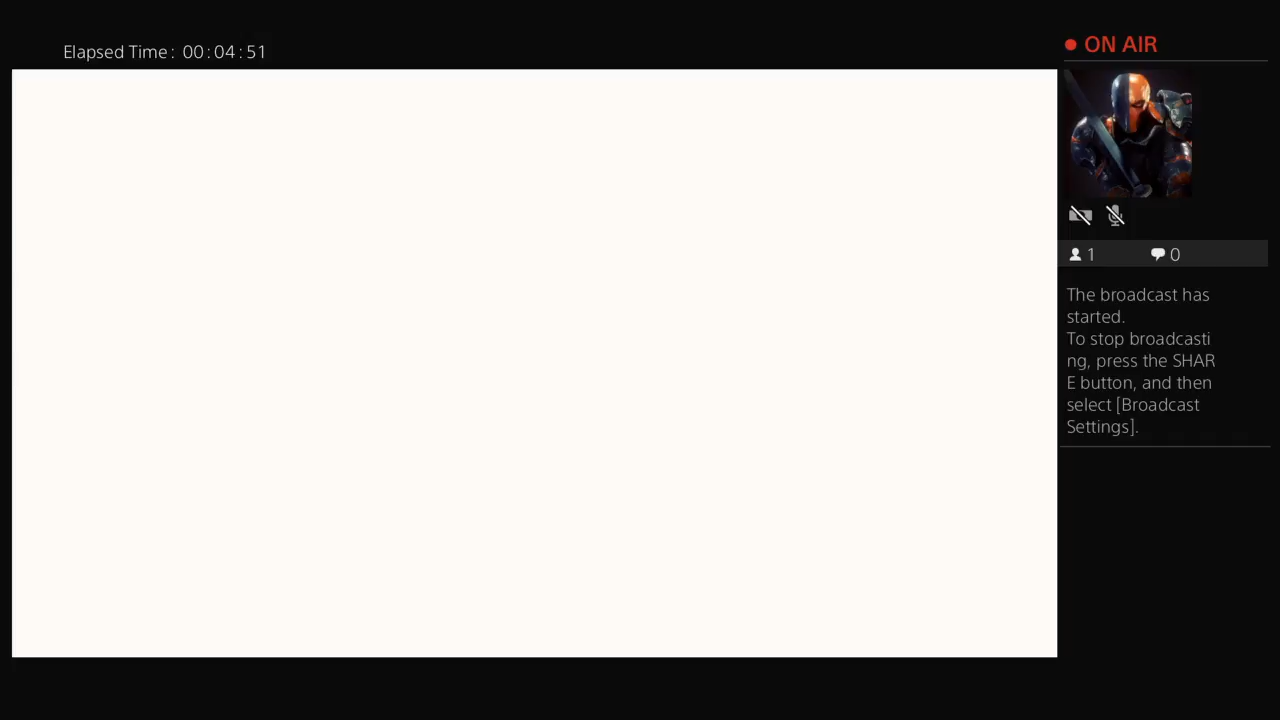 Elapsed Time: 00:04:51
ON AIR
1 0
The broadcast has
started.
To stop broadcasti
ng, press the SHAR
E button, and then
select [Broadcast
Settings].